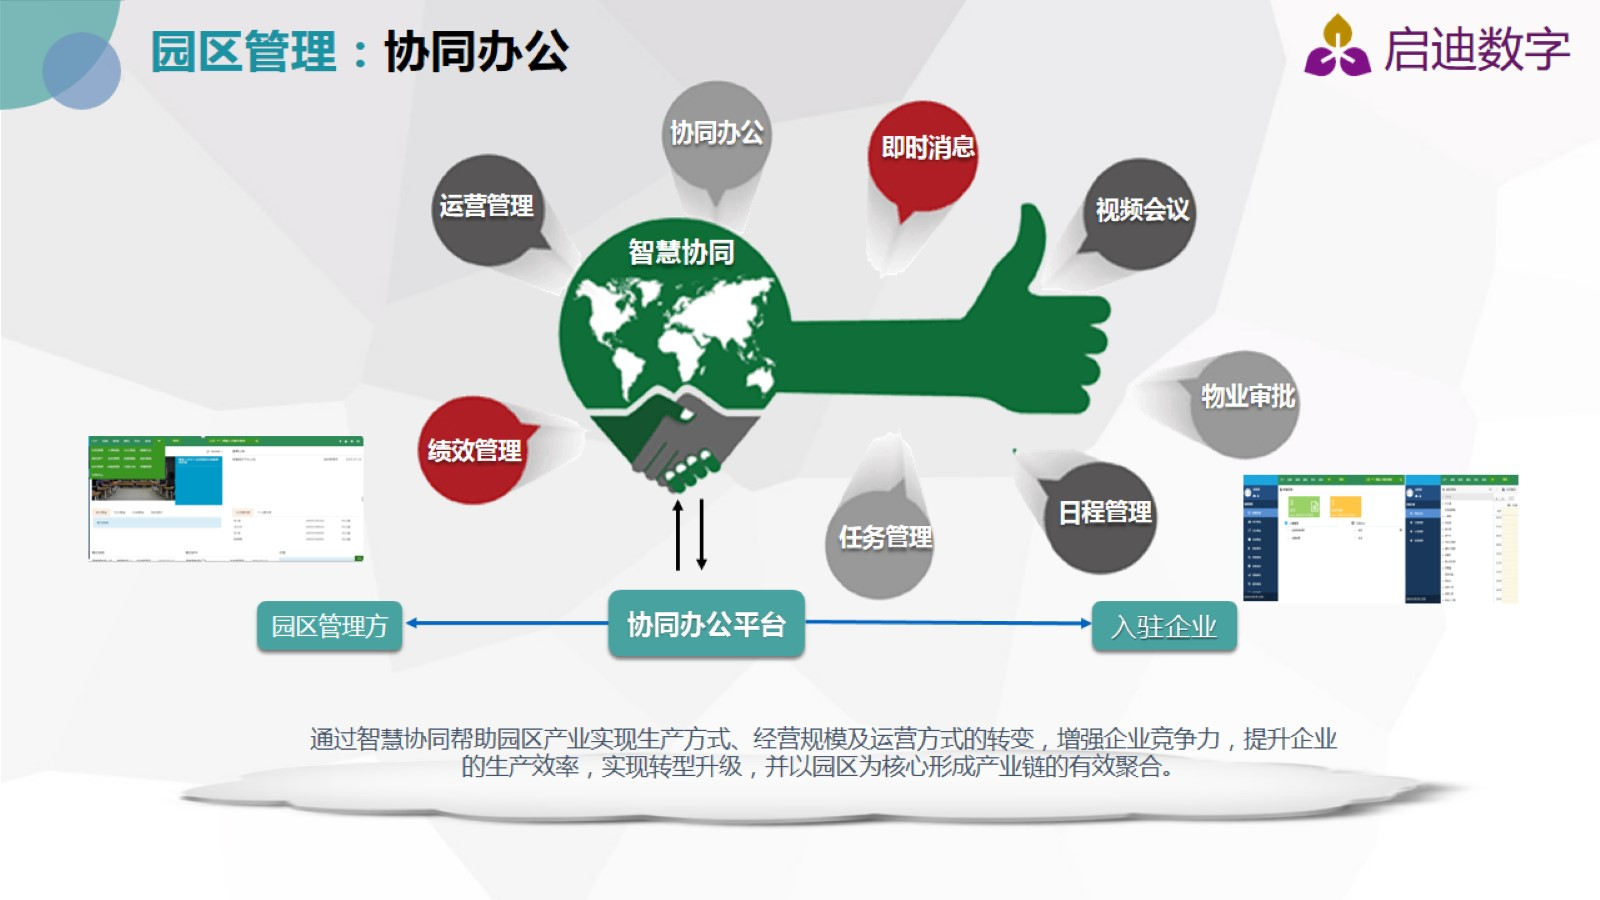 园区管理：协同办公
启迪数字
协同办公
即时消息
运营管理
视频会议
智慧协同
物业审批
绩效管理
日程管理
任务管理
园区管理方
协同办公平台
入驻企业
通过智慧协同帮助园区产业实现生产方式、经营规模及运营方式的转变，增强企业竞争力，提升企业
的生产效率，实现转型升级，并以园区为核心形成产业链的有效聚合。